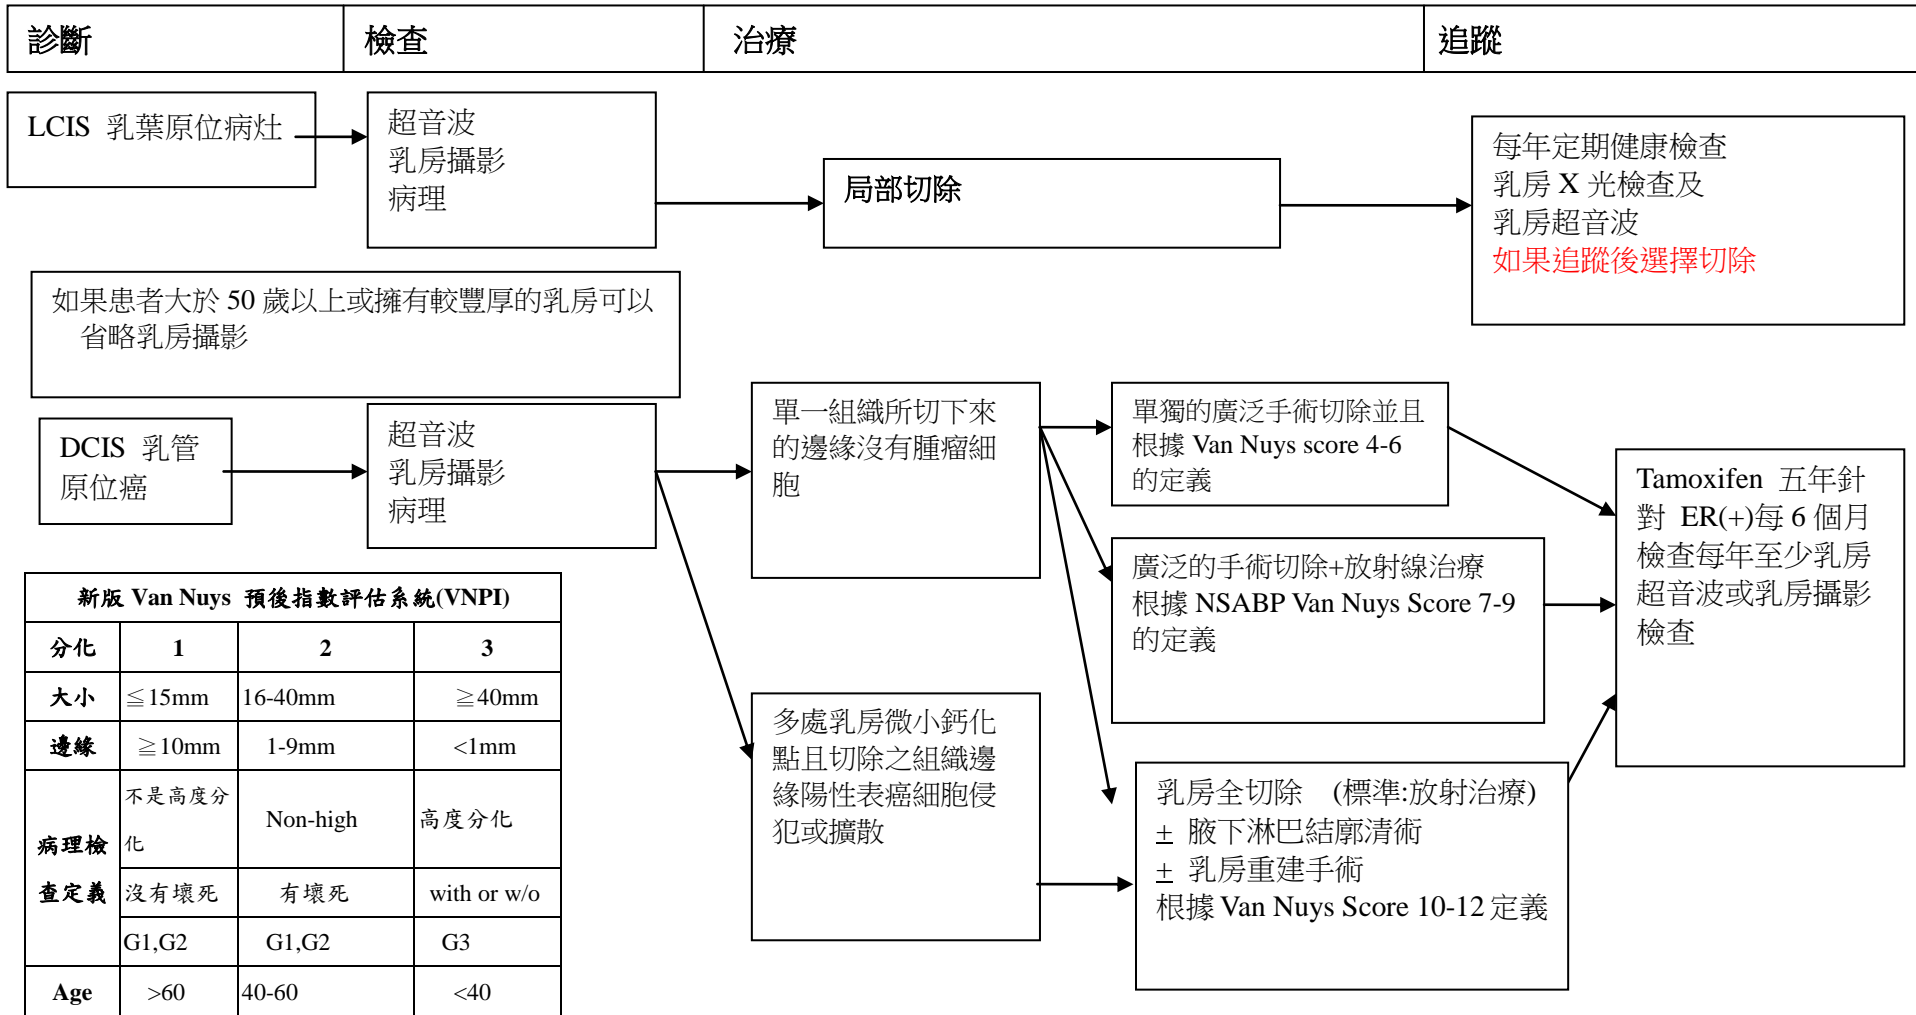 診斷 檢查 治療 追蹤
LCIS 乳葉原位病灶
超音波
乳房攝影
病理
局部切除
每年定期健康檢查
乳房 X 光檢查及
乳房超音波
如果追蹤後選擇切除
如果患者大於 50 歲以上或擁有較豐厚的乳房可以
省略乳房攝影
DCIS 乳管
原位癌
超音波
乳房攝影
病理
單一組織所切下來
的邊緣沒有腫瘤細
胞
單獨的廣泛手術切除並且
根據 Van Nuys score 4-6
的定義
廣泛的手術切除+放射線治療
根據 NSABP Van Nuys Score 7-9
的定義
Tamoxifen 五年針
對 ER(+)每 6 個月
檢查每年至少乳房
超音波或乳房攝影
檢查
多處乳房微小鈣化
點且切除之組織邊
緣陽性表癌細胞侵
犯或擴散
乳房全切除 (標準:放射治療)
± 腋下淋巴結廓清術
± 乳房重建手術
根據 Van Nuys Score 10-12 定義
新版 Van Nuys 預後指數評估系統(VNPI)
分化 1 2 3
大小 ≦15mm 16-40mm ≧40mm
邊緣 ≧10mm 1-9mm <1mm
病理檢
查定義
不是高度分
化
Non-high 高度分化
沒有壞死 有壞死 with or w/o
G1,G2 G1,G2 G3
Age >60 40-60 <40